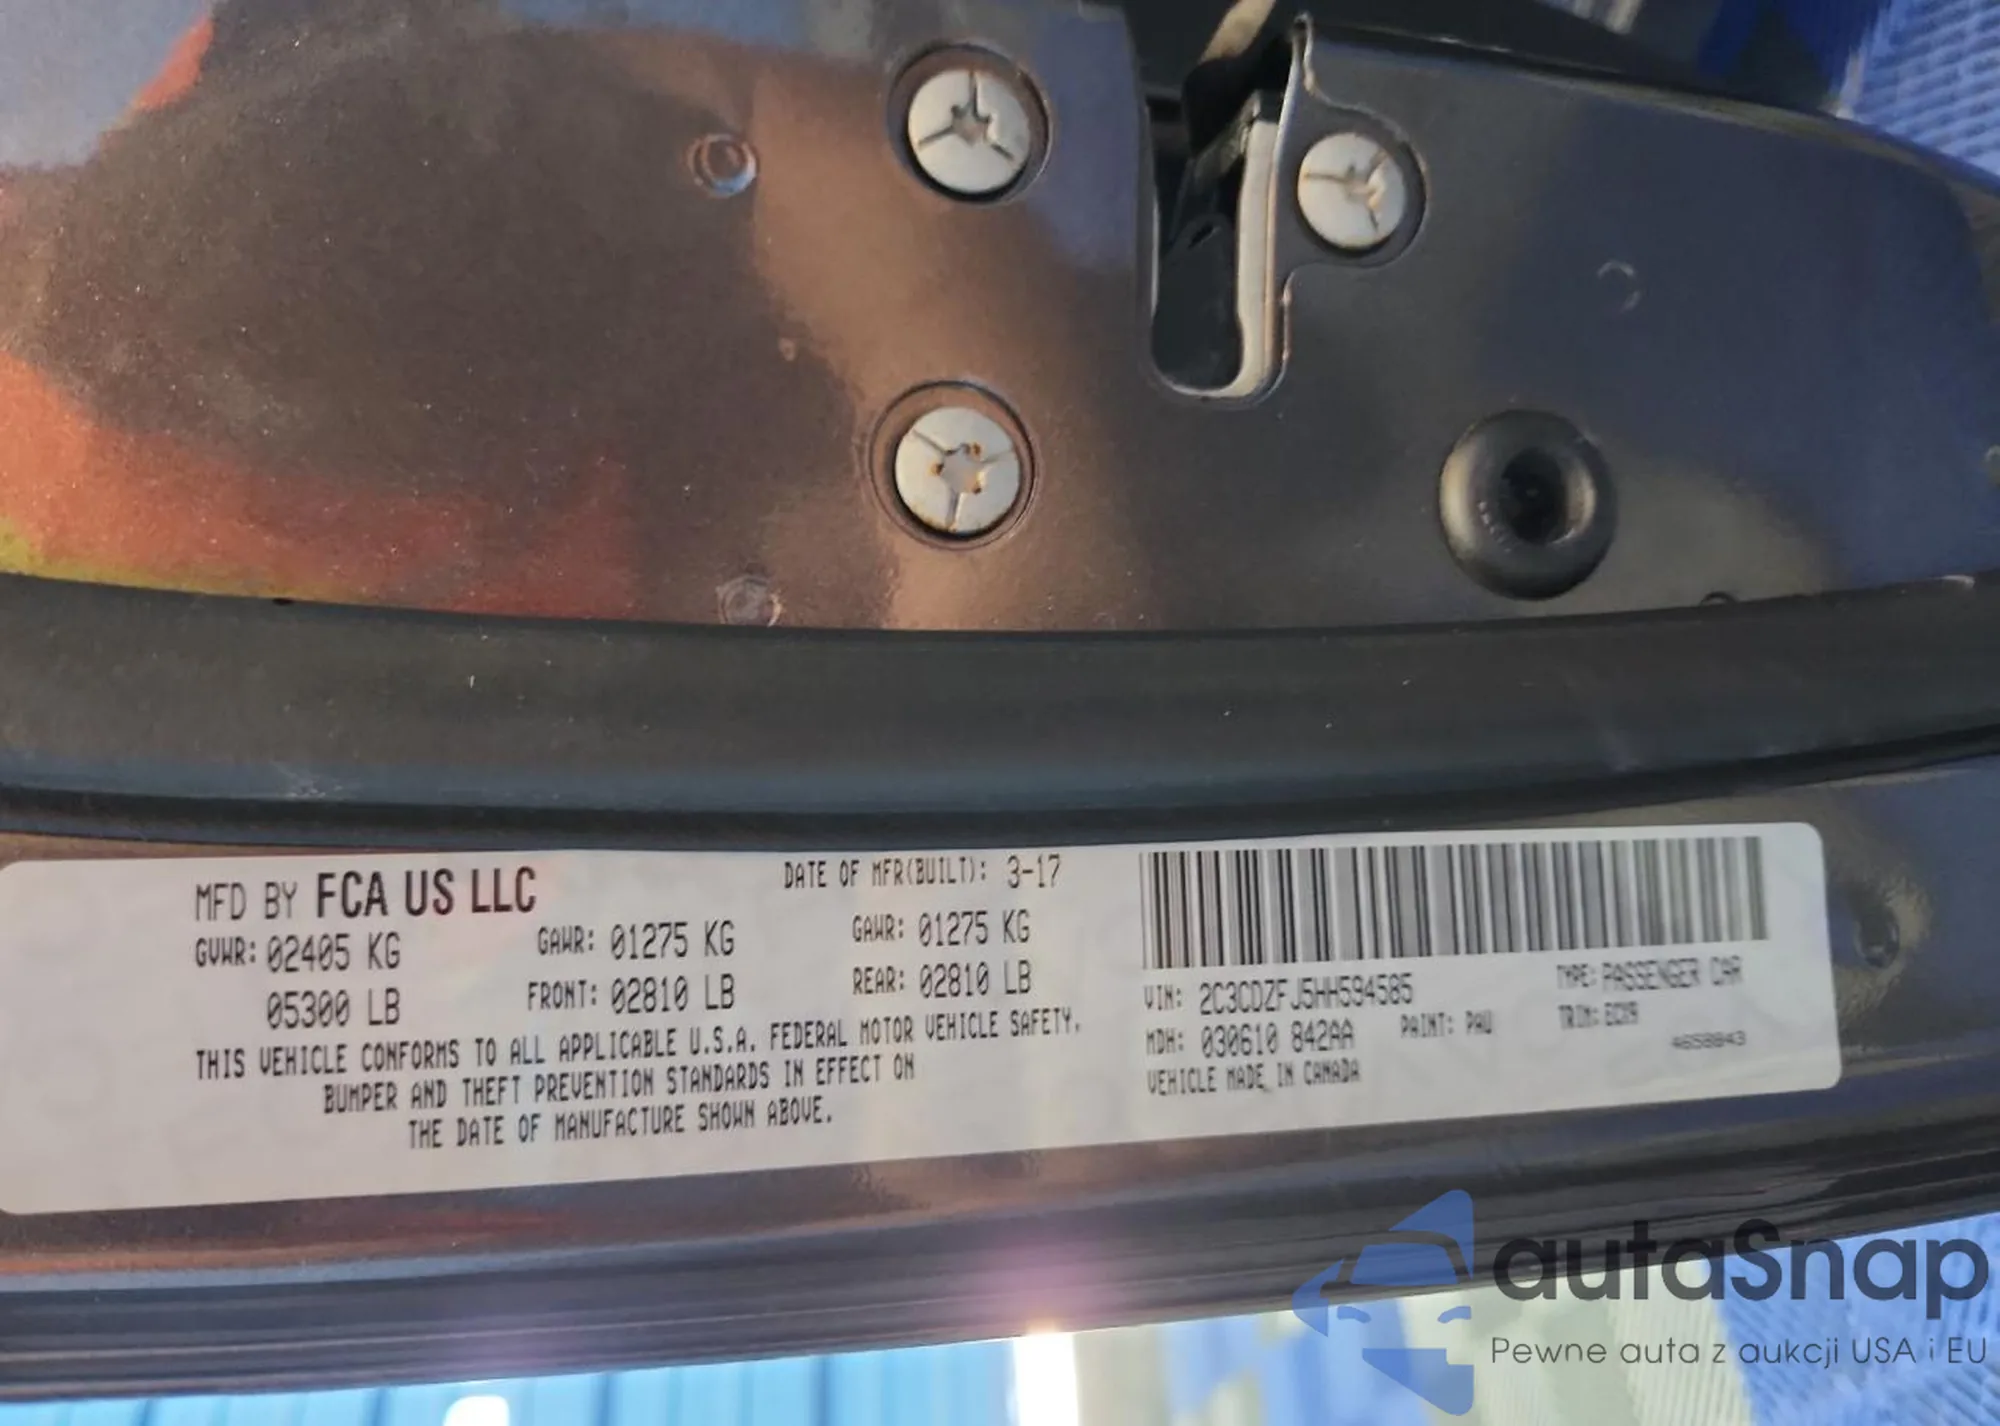 MFD BY FCA US LLC
DATE OF MFR(BUILT): 3-17
GVWR: 02405 KG
GAWR: 01275 KG
GAWR: 01275 KG
05300 LB
FRONT: 02810 LB
REAR: 02810 LB
THIS VEHICLE CONFORMS TO ALL APPLICABLE U.S.A. FEDERAL MOTOR VEHICLE SAFETY,
BUMPER AND THEFT PREVENTION STANDARDS IN EFFECT ON
THE DATE OF MANUFACTURE SHOWN ABOVE.
VIN: 2C3CDZFJ5HH594585
TYPE: PASSENGER CAR
MDH: 030610 842AA
PAINT: PAU
TRIM: ECX9
VEHICLE MADE IN CANADA
4658843
autaSnap
Pewne auta z aukcji USA i EU